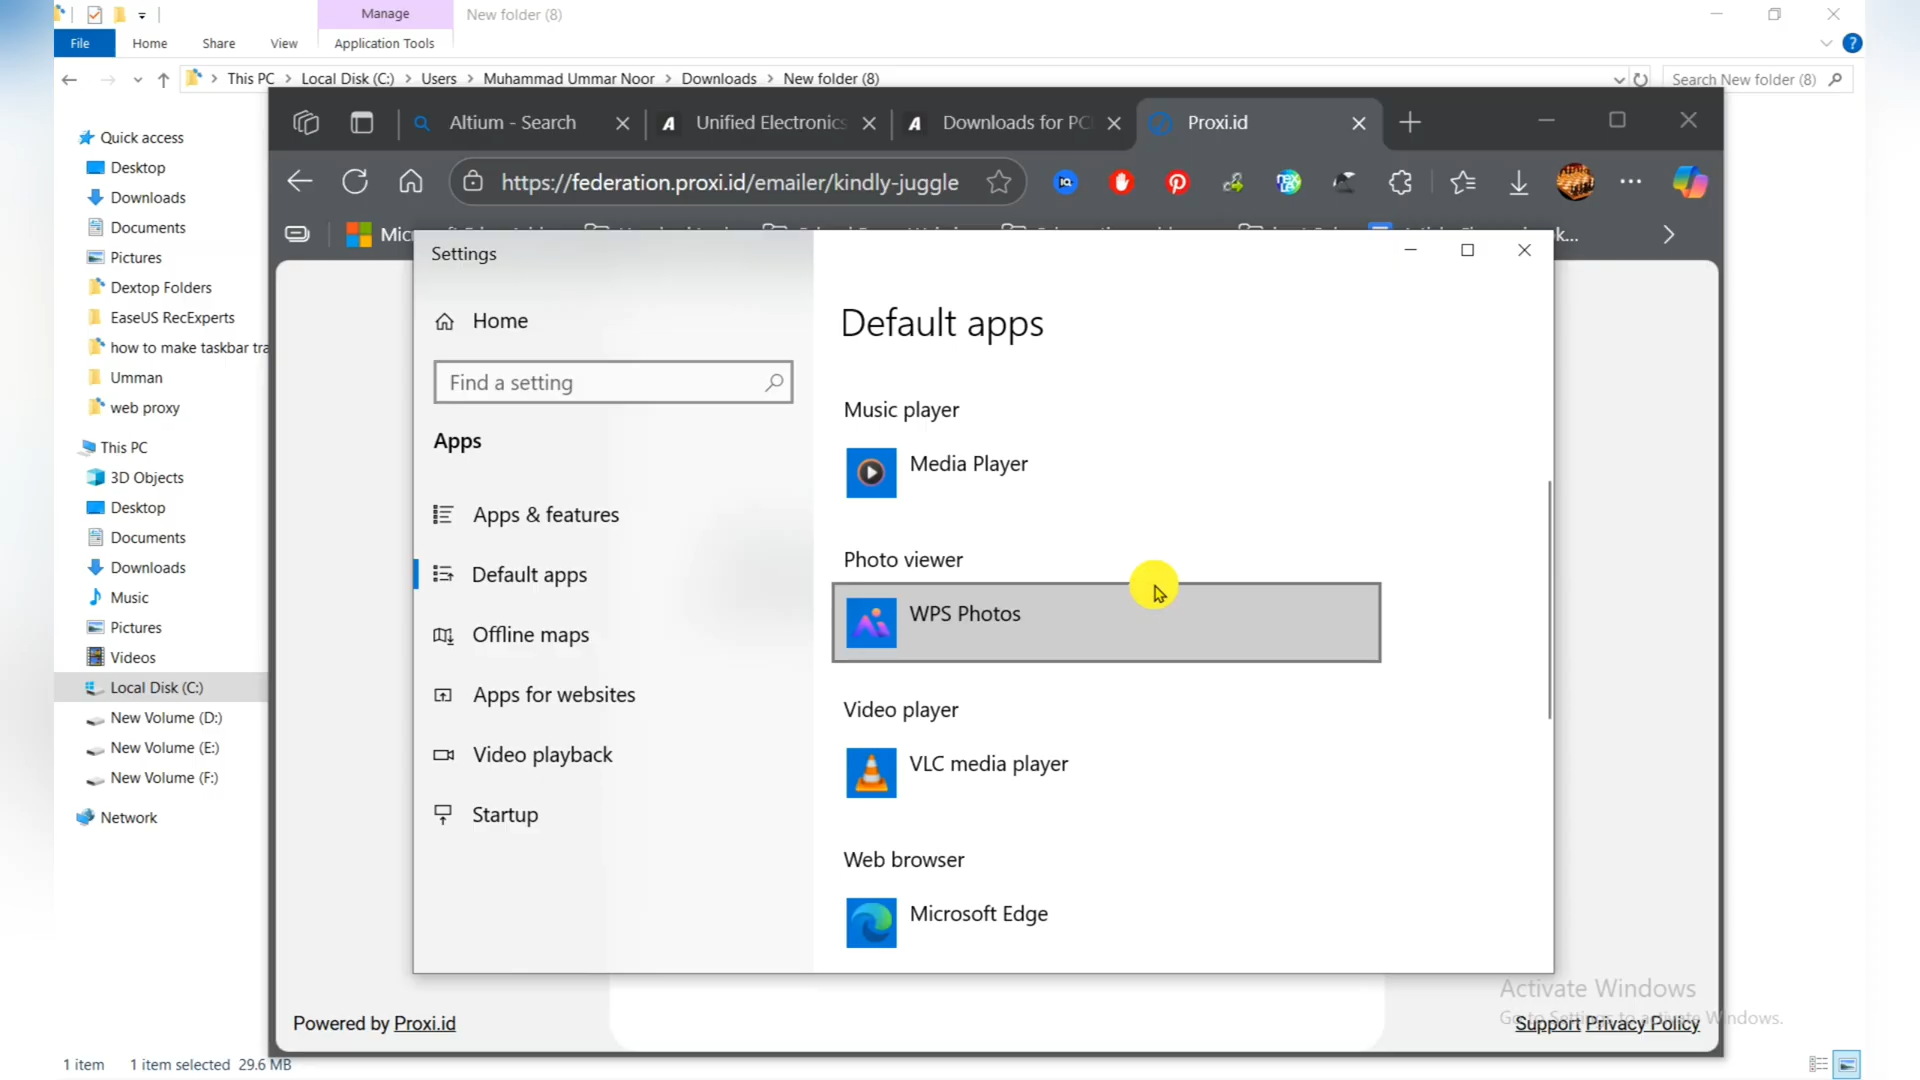 Manage
New folder (8)
File
Home
Share
View
Application Tools
This PC
Local Disk (C:)
Users
Muhammad Ummar Noor
Downloads
New folder (8)
Search New folder (8)
Altium - Search
Unified Electronics
Downloads for PC
Proxi.id
https://federation.proxi.id/emailer/kindly-juggle
Quick access
Desktop
Downloads
Documents
Pictures
Dextop Folders
EaseUS RecExperts
how to make taskbar tra
Umman
web proxy
This PC
3D Objects
Desktop
Documents
Downloads
Music
Pictures
Videos
Local Disk (C:)
New Volume (D:)
New Volume (E:)
New Volume (F:)
Network
Settings
Home
Find a setting
Apps
Apps & features
Default apps
Offline maps
Apps for websites
Video playback
Startup
Default apps
Music player
Media Player
Photo viewer
WPS Photos
Video player
VLC media player
Web browser
Microsoft Edge
Activate Windows
Go to Settings to activate Windows.
Powered by Proxi.id
Support Privacy Policy
1 item
1 item selected 29.6 MB